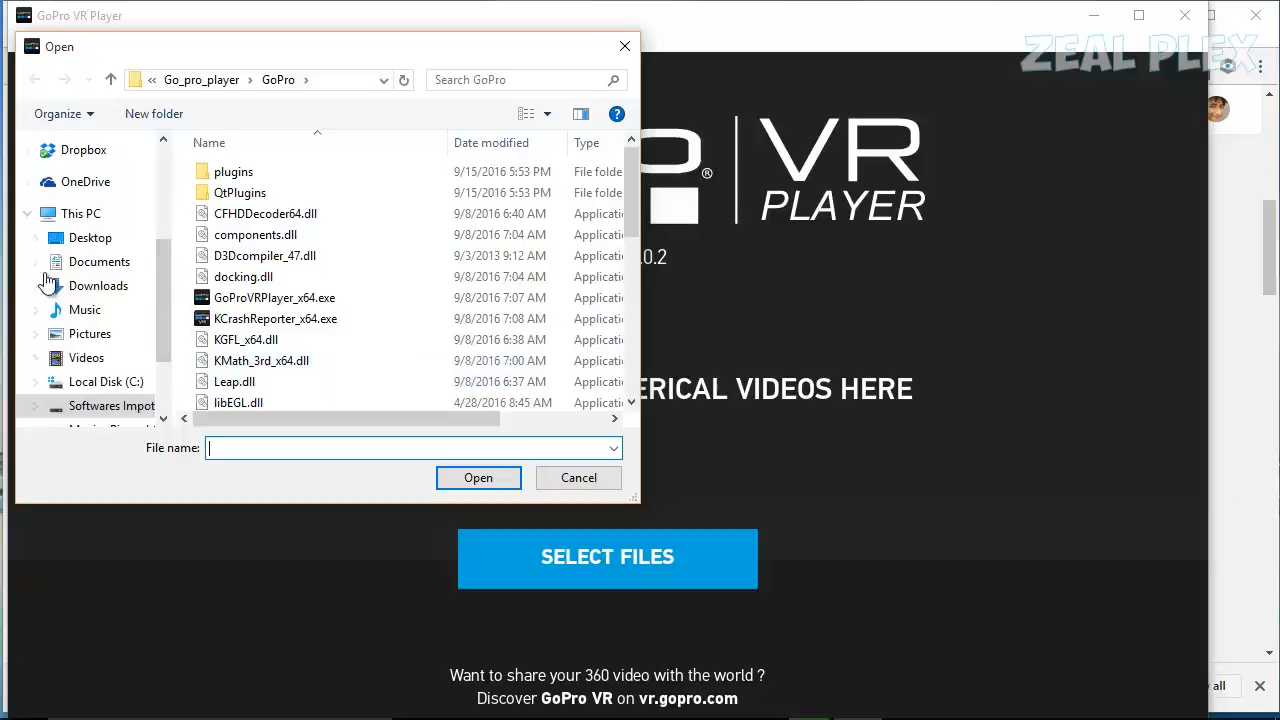 GoPro VR Player
ZEAL PLEX
Open
« Go_pro_player › GoPro ›
Search GoPro
Organize
New folder
Name
Date modified
Type
Dropbox
OneDrive
This PC
Desktop
Documents
Downloads
Music
Pictures
Videos
Local Disk (C:)
Softwares Impot
plugins 9/15/2016 5:53 PM File folde
QtPlugins 9/15/2016 5:53 PM File folde
CFHDDecoder64.dll 9/8/2016 6:40 AM Applicati
components.dll 9/8/2016 7:04 AM Applicati
D3Dcompiler_47.dll 9/3/2013 9:12 AM Applicati
docking.dll 9/8/2016 7:04 AM Applicati
GoProVRPlayer_x64.exe 9/8/2016 7:07 AM Applicati
KCrashReporter_x64.exe 9/8/2016 7:08 AM Applicati
KGFL_x64.dll 9/8/2016 6:38 AM Applicati
KMath_3rd_x64.dll 9/8/2016 7:00 AM Applicati
Leap.dll 9/8/2016 6:37 AM Applicati
libEGL.dll 4/28/2016 8:45 AM Applicati
File name:
Open
Cancel
® VR
PLAYER
.0.2
ERICAL VIDEOS HERE
SELECT FILES
Want to share your 360 video with the world ?
Discover GoPro VR on vr.gopro.com
all